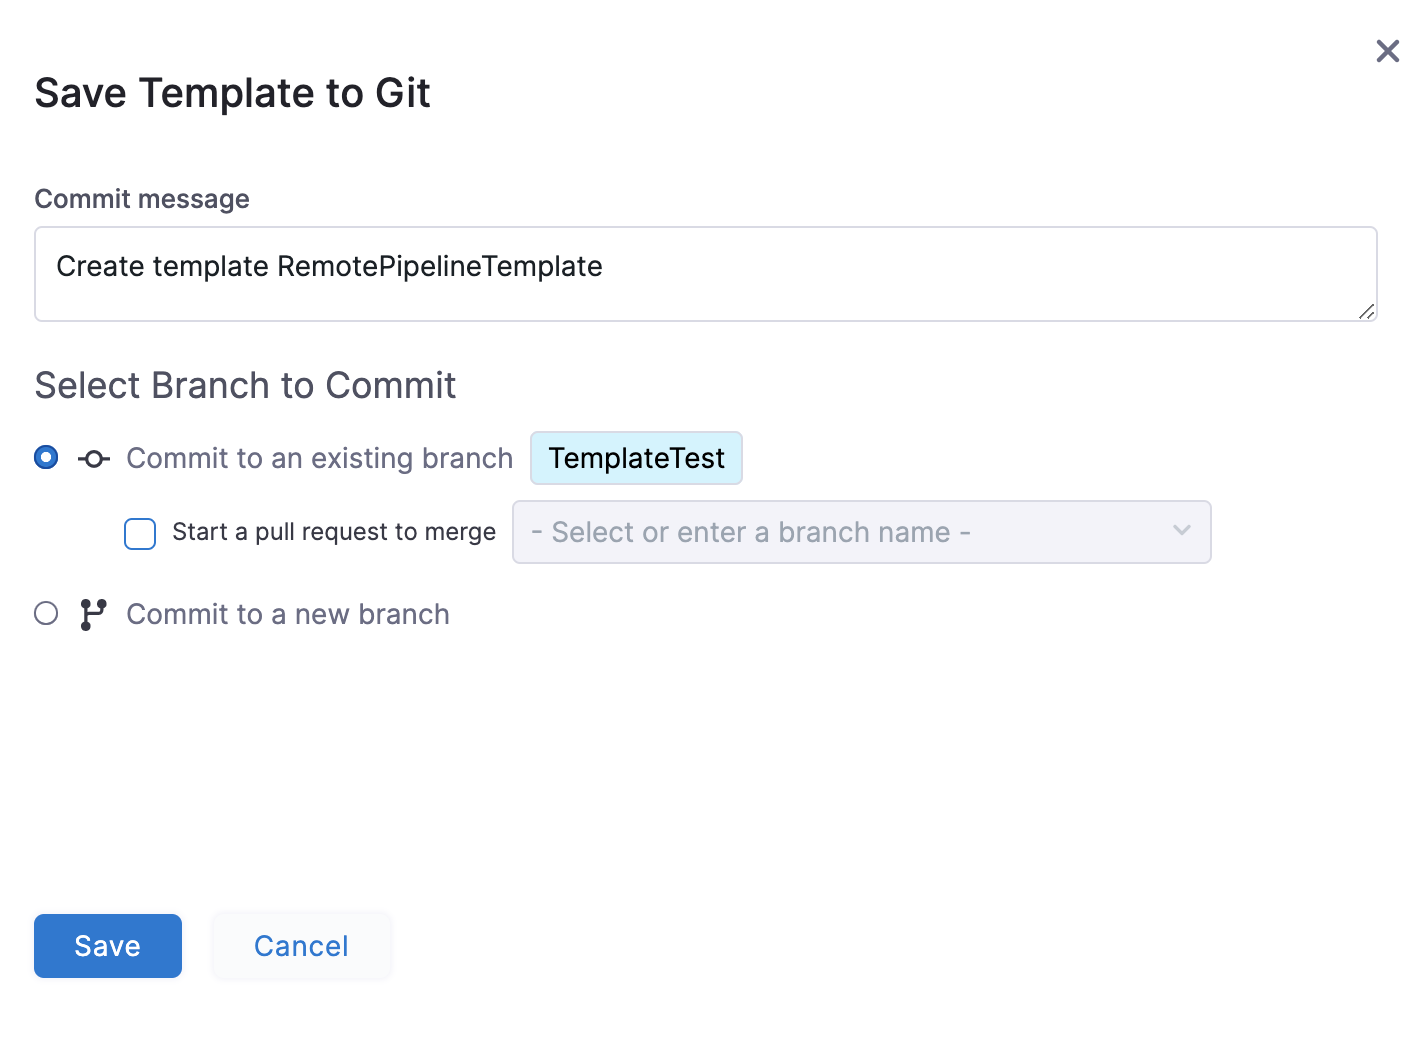 Save Template to Git
Commit message
Create template RemotePipelineTemplate
Select Branch to Commit
Commit to an existing branch TemplateTest
Start a pull request to merge - Select or enter a branch name -
Commit to a new branch
Save Cancel